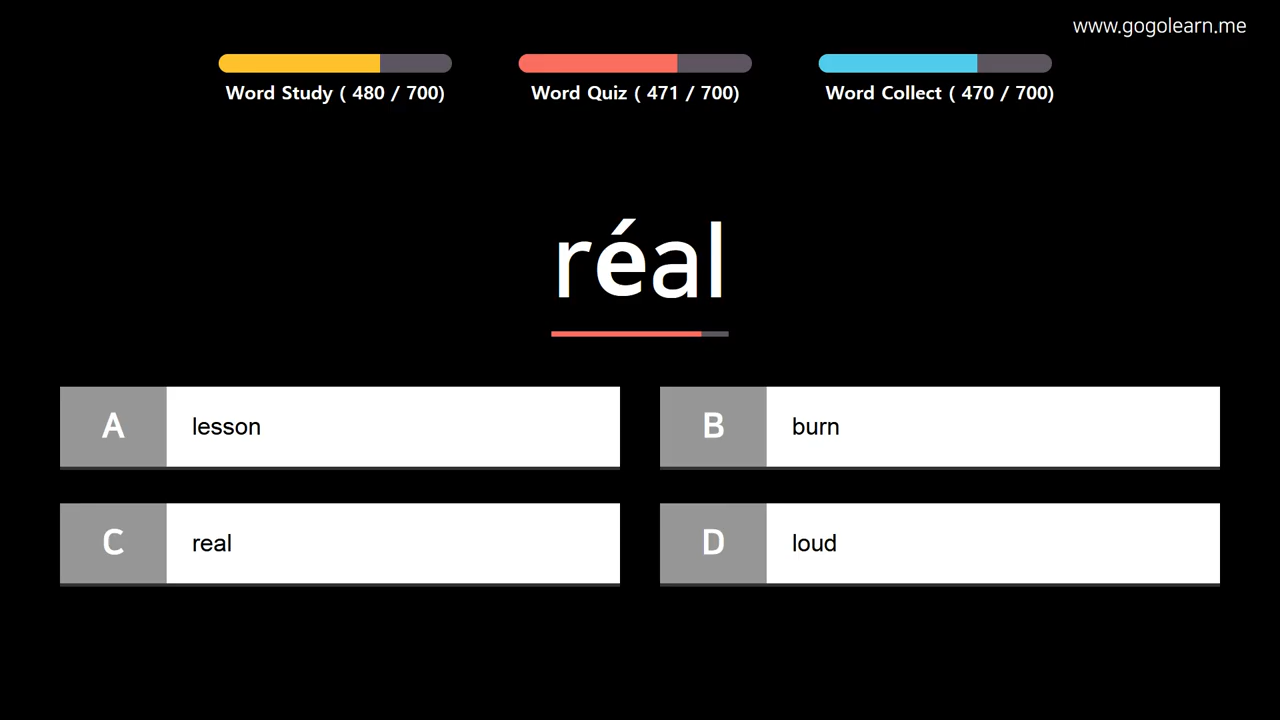 www.gogolearn.me
Word Study ( 480 / 700)
Word Quiz ( 471 / 700)
Word Collect ( 470 / 700)
réal
A lesson
B burn
C real
D loud